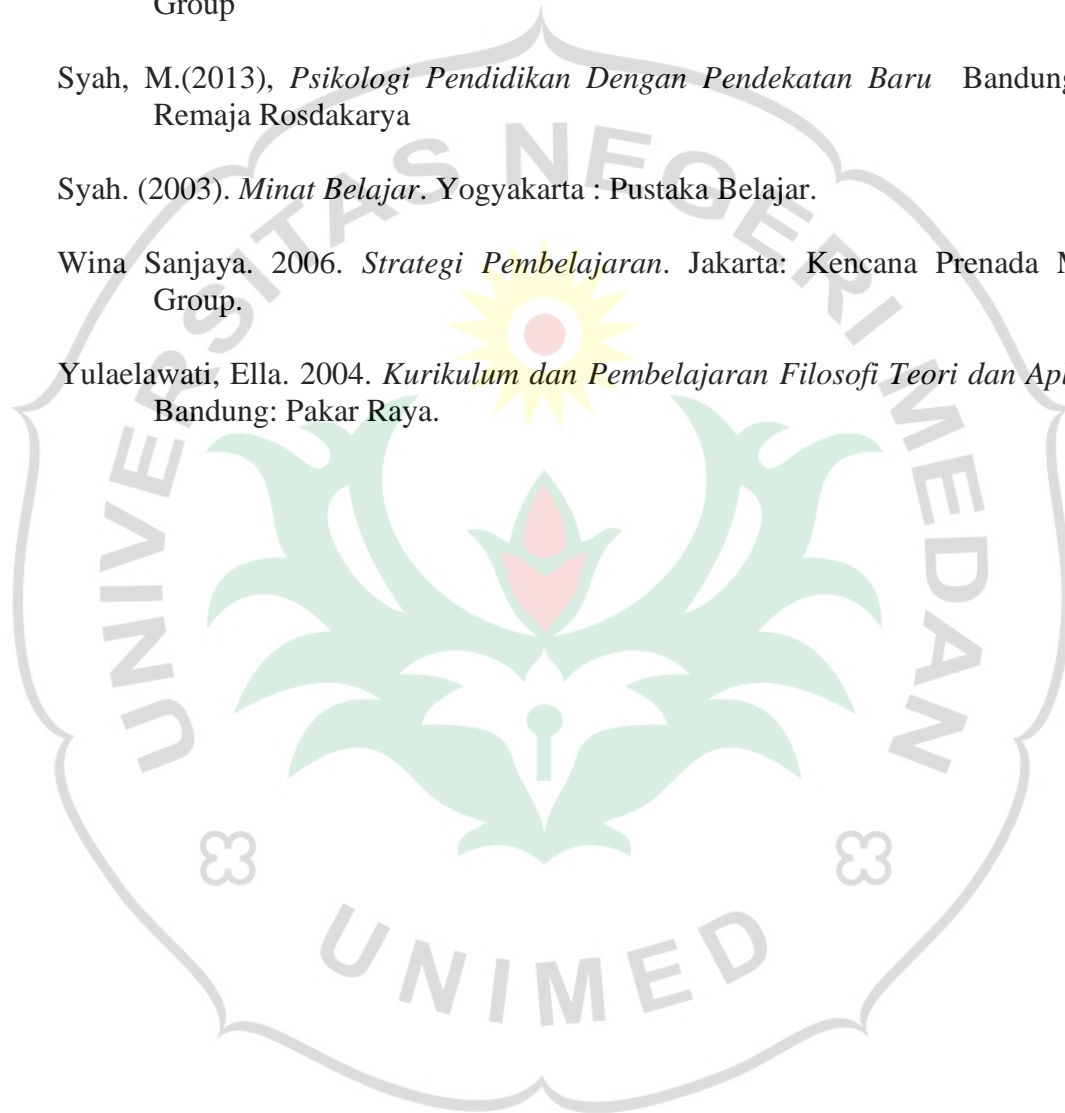 Group
Syah, M.(2013), Psikologi Pendidikan Dengan Pendekatan Baru Bandung
Remaja Rosdakarya
Syah. (2003). Minat Belajar. Yogyakarta : Pustaka Belajar.
Wina Sanjaya. 2006. Strategi Pembelajaran. Jakarta: Kencana Prenada
Group.
Yulaelawati, Ella. 2004. Kurikulum dan Pembelajaran Filosofi Teori dan
Bandung: Pakar Raya.
UNIVERSITAS NEGERI MEDAN
UNIMED